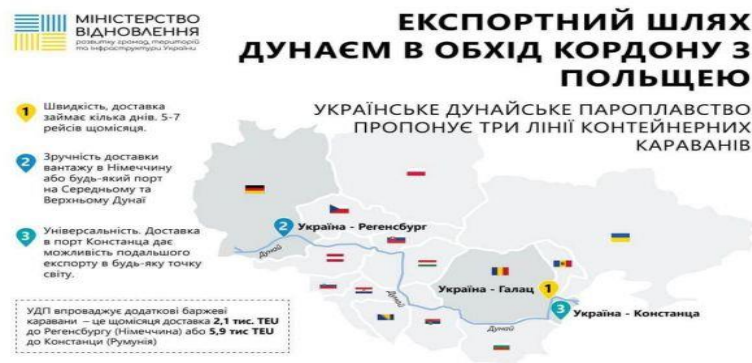 МІНІСТЕРСТВО
ВІДНОВЛЕННЯ
розвитку громад, територій
та інфраструктури України
ЕКСПОРТНИЙ ШЛЯХ
ДУНАЄМ В ОБХІД КОРДОНУ З
ПОЛЬЩЕЮ
УКРАЇНСЬКЕ ДУНАЙСЬКЕ ПАРОПЛАВСТВО
ПРОПОНУЄ ТРИ ЛІНІЇ КОНТЕЙНЕРНИХ
КАРАВАНІВ
1
Швидкість, доставка
займає кілька днів. 5-7
рейсів щомісяця.
2
Зручність доставки
вантажу в Німеччину
або будь-який порт
на Середньому та
Верхньому Дунаї
3
Універсальність. Доставка
в порт Констанца дає
можливість подальшого
експорту в будь-яку точку
світу.
2 Україна - Регенсбург
Дунай
Дунай
Україна - Галац 1
3 Україна - Констанца
Дунай
УДП впроваджує додаткові баржеві
каравани – це щомісяця доставка 2,1 тис. TEU
до Регенсбургу (Німеччина) або 5,9 тис TEU
до Констанци (Румунія)